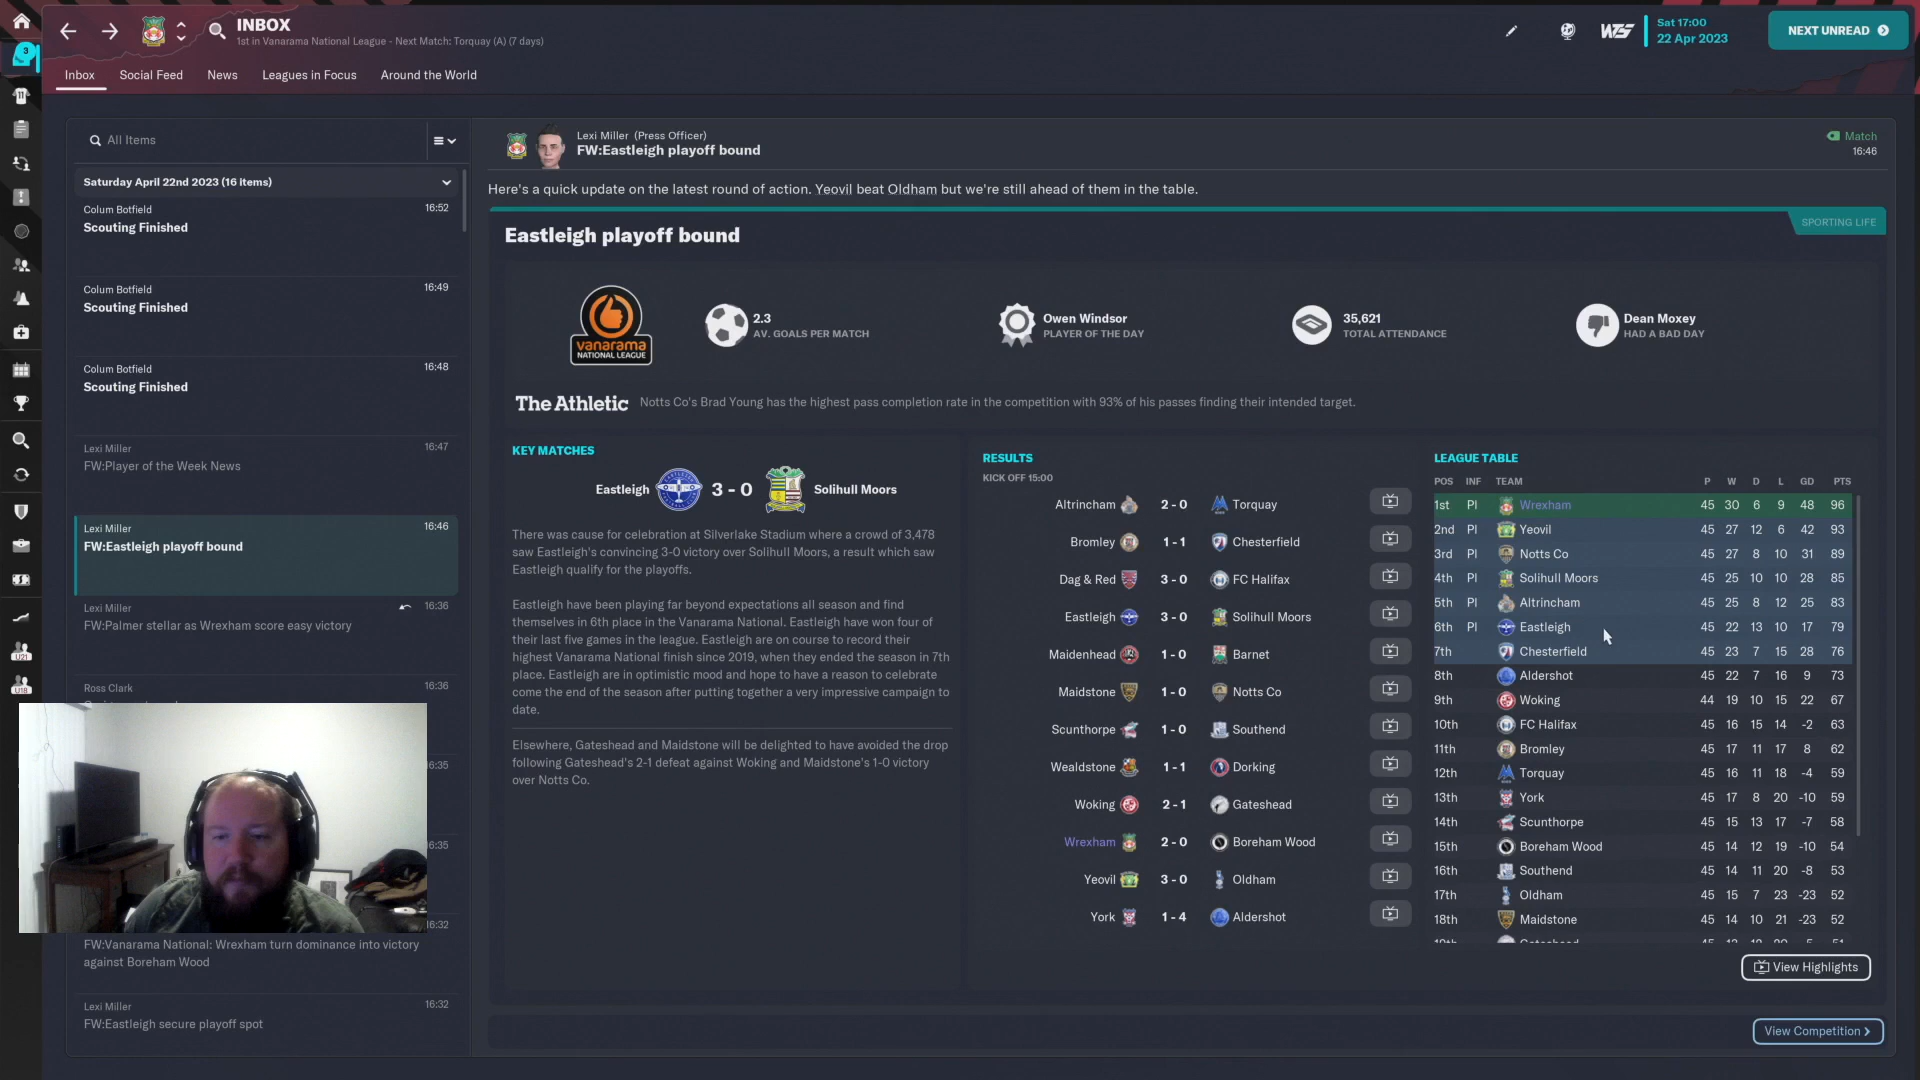 INBOX
1st in Vanarama National League - Next Match: Torquay (A) (7 days)
Sat 17:00
22 Apr 2023
NEXT UNREAD
3
Inbox Social Feed News Leagues in Focus Around the World
All Items
Saturday April 22nd 2023 (16 items)
Colum Botfield 16:52
Scouting Finished
Colum Botfield 16:49
Scouting Finished
Colum Botfield 16:48
Scouting Finished
Lexi Miller 16:47
FW:Player of the Week News
Lexi Miller 16:46
FW:Eastleigh playoff bound
Lexi Miller 16:36
FW:Palmer stellar as Wrexham score easy victory
Ross Clark 16:36
FW:Vanarama National: Wrexham turn dominance into victory
against Boreham Wood
Lexi Miller 16:32
FW:Eastleigh secure playoff spot
U21
U18
Lexi Miller (Press Officer)
FW:Eastleigh playoff bound
Match
16:46
Here's a quick update on the latest round of action. Yeovil beat Oldham but we're still ahead of them in the table.
SPORTING LIFE
Eastleigh playoff bound
vanarama
NATIONAL LEAGUE
2.3
AV. GOALS PER MATCH
Owen Windsor
PLAYER OF THE DAY
35,621
TOTAL ATTENDANCE
Dean Moxey
HAD A BAD DAY
The Athletic Notts Co's Brad Young has the highest pass completion rate in the competition with 93% of his passes finding their intended target.
KEY MATCHES
Eastleigh 3 - 0 Solihull Moors
There was cause for celebration at Silverlake Stadium where a crowd of 3,478
saw Eastleigh's convincing 3-0 victory over Solihull Moors, a result which saw
Eastleigh qualify for the playoffs.
Eastleigh have been playing far beyond expectations all season and find
themselves in 6th place in the Vanarama National. Eastleigh have won four of
their last five games in the league. Eastleigh are on course to record their
highest Vanarama National finish since 2019, when they ended the season in 7th
place. Eastleigh are in optimistic mood and hope to have a reason to celebrate
come the end of the season after putting together a very impressive campaign to
date.
Elsewhere, Gateshead and Maidstone will be delighted to have avoided the drop
following Gateshead's 2-1 defeat against Woking and Maidstone's 1-0 victory
over Notts Co.
RESULTS
KICK OFF 15:00
Altrincham 2 - 0 Torquay
Bromley 1 - 1 Chesterfield
Dag & Red 3 - 0 FC Halifax
Eastleigh 3 - 0 Solihull Moors
Maidenhead 1 - 0 Barnet
Maidstone 1 - 0 Notts Co
Scunthorpe 1 - 0 Southend
Wealdstone 1 - 1 Dorking
Woking 2 - 1 Gateshead
Wrexham 2 - 0 Boreham Wood
Yeovil 3 - 0 Oldham
York 1 - 4 Aldershot
LEAGUE TABLE
POS INF TEAM P W D L GD PTS
1st Pl Wrexham 45 30 6 9 48 96
2nd Pl Yeovil 45 27 12 6 42 93
3rd Pl Notts Co 45 27 8 10 31 89
4th Pl Solihull Moors 45 25 10 10 28 85
5th Pl Altrincham 45 25 8 12 25 83
6th Pl Eastleigh 45 22 13 10 17 79
7th Chesterfield 45 23 7 15 28 76
8th Aldershot 45 22 7 16 9 73
9th Woking 44 19 10 15 22 67
10th FC Halifax 45 16 15 14 -2 63
11th Bromley 45 17 11 17 8 62
12th Torquay 45 16 11 18 -4 59
13th York 45 17 8 20 -10 59
14th Scunthorpe 45 15 13 17 -7 58
15th Boreham Wood 45 14 12 19 -10 54
16th Southend 45 14 11 20 -8 53
17th Oldham 45 15 7 23 -23 52
18th Maidstone 45 14 10 21 -23 52
View Highlights
View Competition